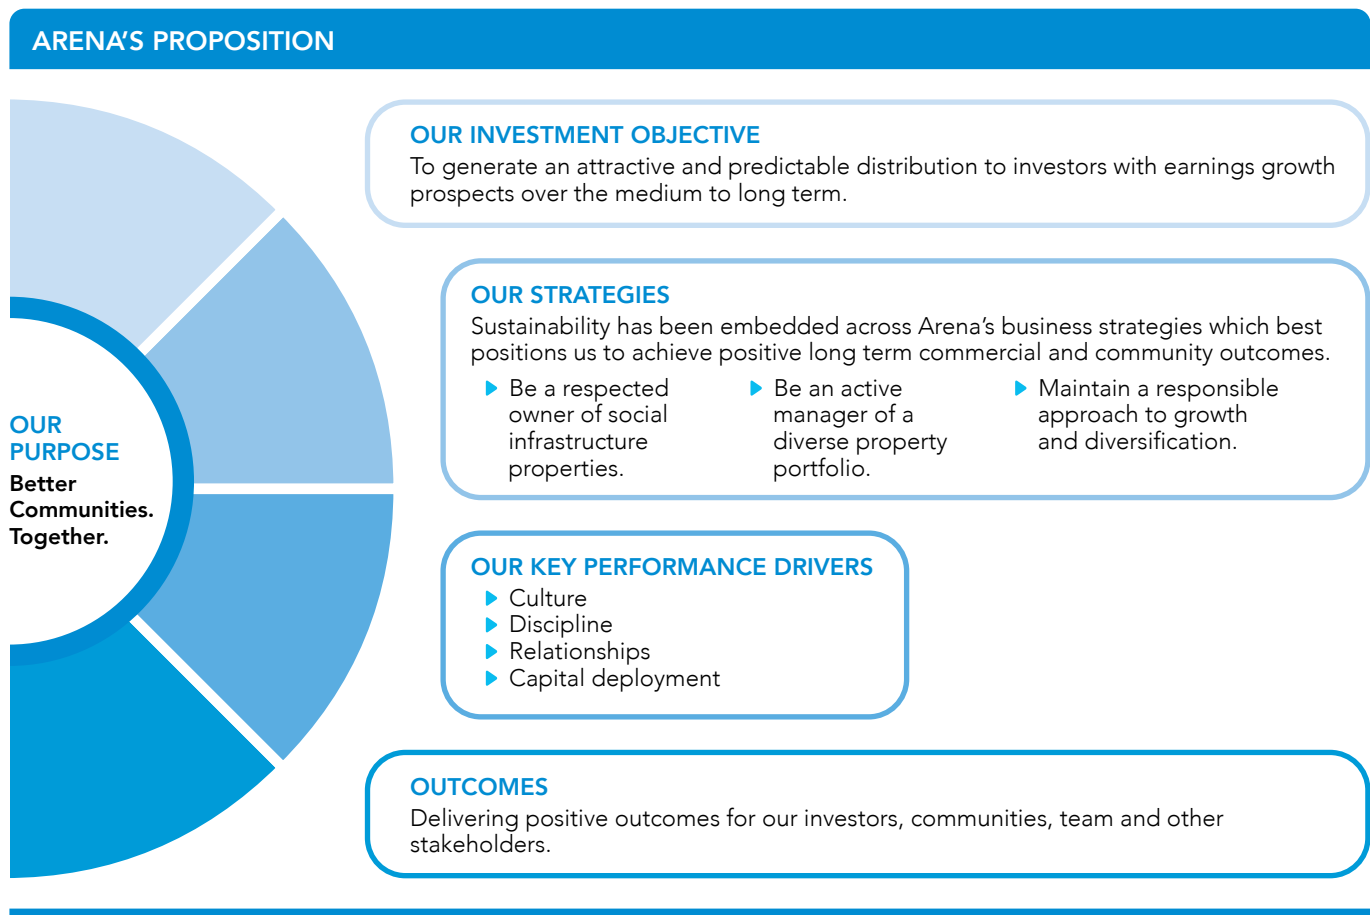 ARENA’S PROPOSITION
OUR INVESTMENT OBJECTIVE
To generate an attractive and predictable distribution to investors with earnings growth
prospects over the medium to long term.
OUR STRATEGIES
Sustainability has been embedded across Arena’s business strategies which best
positions us to achieve positive long term commercial and community outcomes.
Be a respected
owner of social
infrastructure
properties.
Be an active
manager of a
diverse property
portfolio.
Maintain a responsible
approach to growth
and diversification.
OUR
PURPOSE
Better
Communities.
Together.
OUR KEY PERFORMANCE DRIVERS
Culture
Discipline
Relationships
Capital deployment
OUTCOMES
Delivering positive outcomes for our investors, communities, team and other
stakeholders.